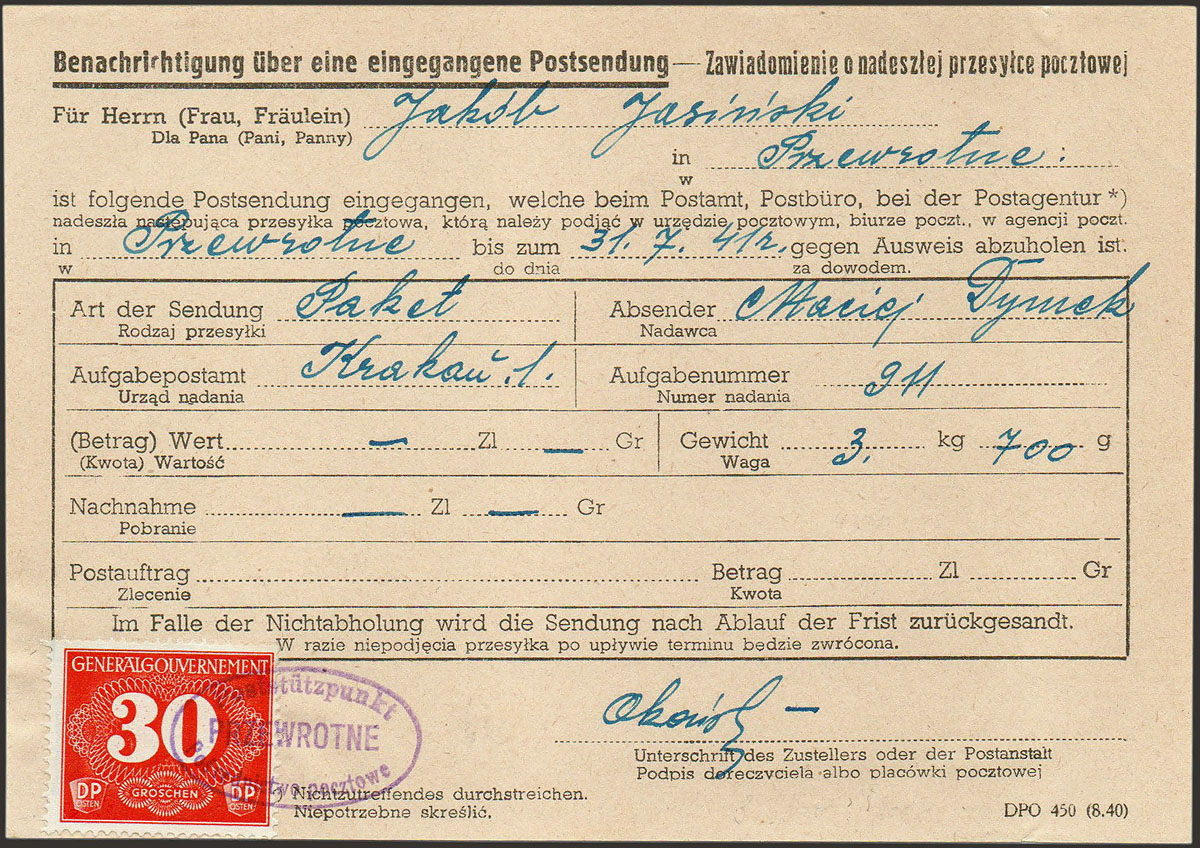 Benachrichtigung über eine eingegangene Postsendung — Zawiadomienie o nadeszłej przesyłce pocztowej
Für Herrn (Frau, Fräulein) Jakób Jasiński
Dla Pana (Pani, Panny)
in Przewrotne:
w
ist folgende Postsendung eingegangen, welche beim Postamt, Postbüro, bei der Postagentur *)
nadeszła następująca przesyłka pocztowa, którą należy podjąć w urzędzie pocztowym, biurze poczt., w agencji poczt.
in Przewrotne bis zum 31. 7. 41 r. gegen Ausweis abzuholen ist.
w do dnia za dowodem.
Art der Sendung Paket Absender Maciej Dymek
Rodzaj przesyłki Nadawca
Aufgabepostamt Krakau 1. Aufgabenummer 911
Urząd nadania Numer nadania
(Betrag) Wert — Zl — Gr Gewicht 3. kg 700 g
(Kwota) Wartość Waga
Nachnahme — Zl — Gr
Pobranie
Postauftrag Betrag Zl Gr
Zlecenie Kwota
Im Falle der Nichtabholung wird die Sendung nach Ablauf der Frist zurückgesandt.
W razie niepodjęcia przesyłka po upływie terminu będzie zwrócona.
GENERALGOUVERNEMENT
30
DP OSTEN GROSCHEN DP OSTEN
PRZEWROTNE
pocztowe
Unterschrift des Zustellers oder der Postanstalt
Podpis doreczyciela albo placówki pocztowej
) Nichtzutreffendes durchstreichen.
Niepotrzebne skreślić.
DPO 450 (8.40)